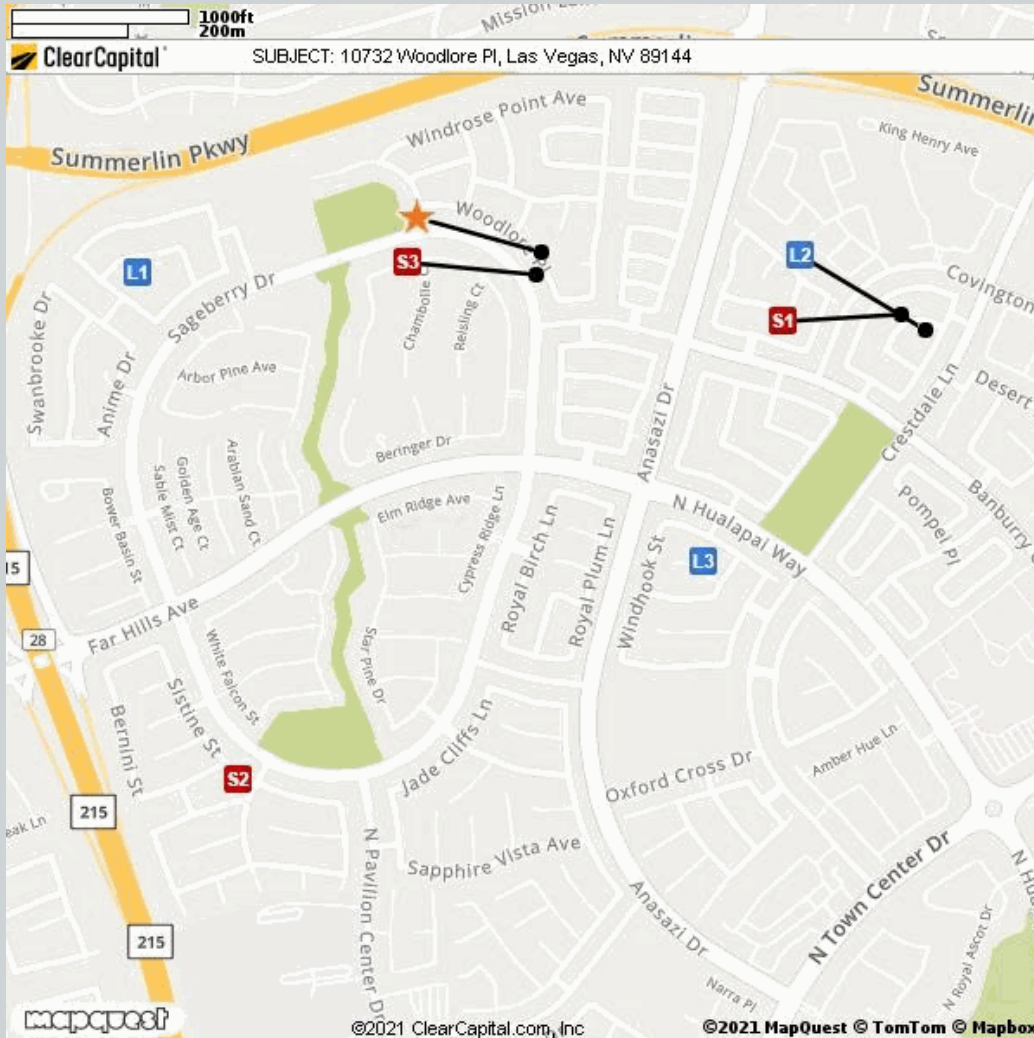 1000ft
200m
ClearCapital
SUBJECT: 10732 Woodlore Pl, Las Vegas, NV 89144
Summerlin Pkwy
Windrose Point Ave
King Henry Ave
Woodlore Pl
S3
L1
L2
S1
Covington
Sageberry Dr
Chambolle
Reisling Ct
Swanbrooke Dr
Anime Dr
Arbor Pine Ave
Desert
Crestdale Ln
Anasazi Dr
Beringer Dr
Arabian Sand Ct
Golden Age Ct
Sable Mist Ct
Bower Basin St
Elm Ridge Ave
Cypress Ridge Ln
Royal Birch Ln
Royal Plum Ln
N Hualapai Way
Pompei Pl
Banburry
L3
15
Windhook St
Far Hills Ave
28
White Falcon St
Star Pine Dr
Sistine St
Bernini St
S2
Jade Cliffs Ln
Oxford Cross Dr
Amber Hue Ln
215
eak Ln
N Pavilion Center Dr
Sapphire Vista Ave
N Town Center Dr
Anasazi Dr
215
N Royal Ascot Dr
Narra Pl
mapquest
©2021 ClearCapital.com, Inc
©2021 MapQuest © TomTom © Mapbox